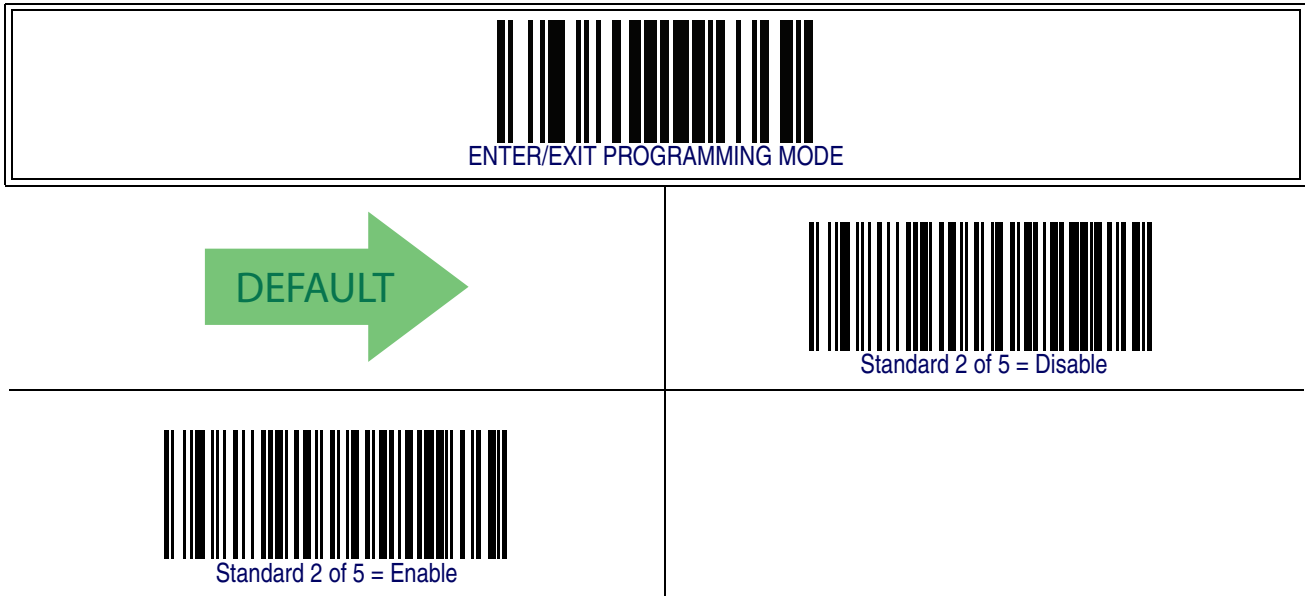 ENTER/EXIT PROGRAMMING MODE
DEFAULT
Standard 2 of 5 = Disable
Standard 2 of 5 = Enable